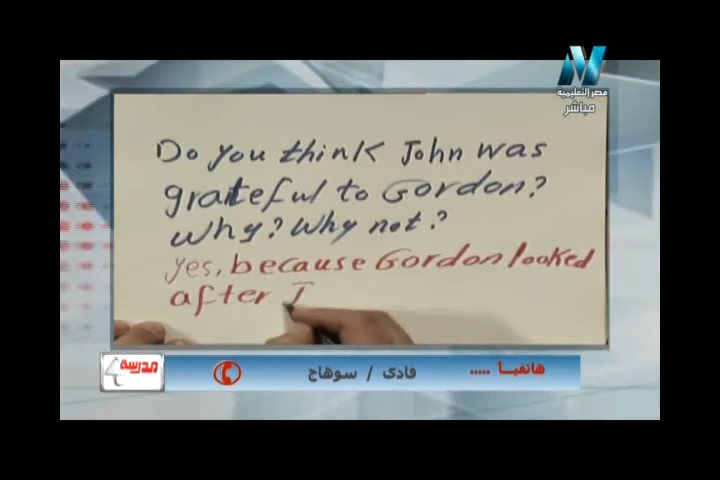 مصر التعليمية
مباشر
Do you think John was
grateful to Gordon?
Why? Why not?
yes, because Gordon looked
after J
مدرسة
هاتفيا ..... فادى / سوهاج